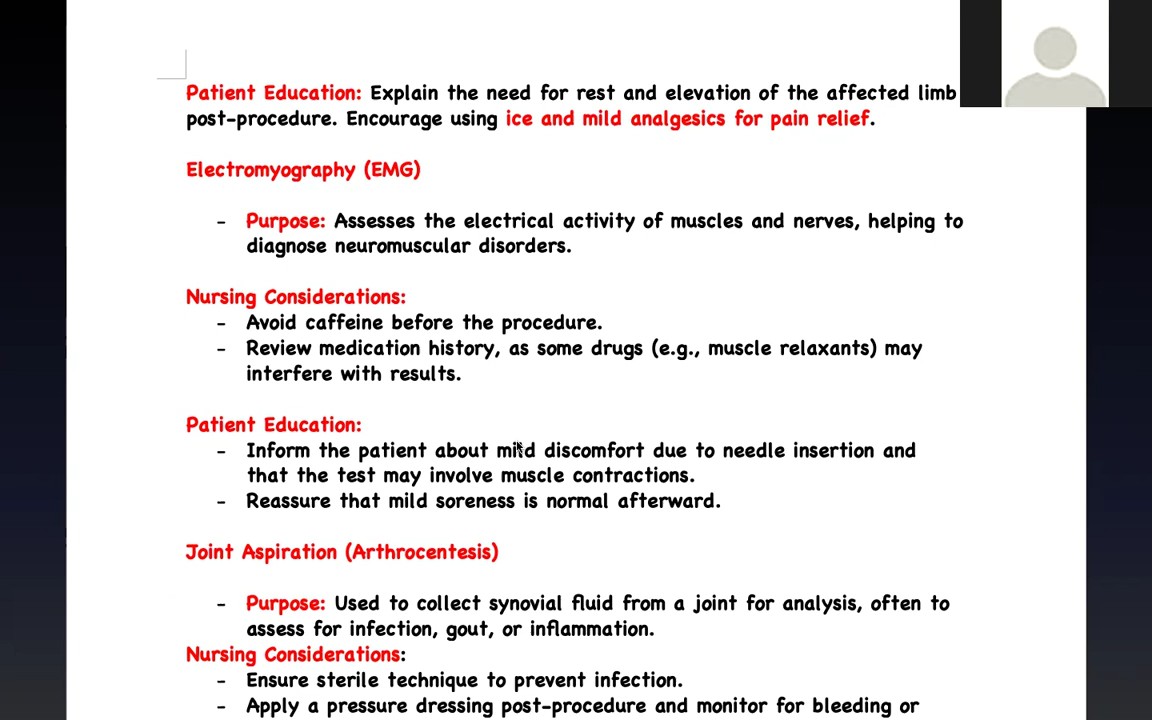 Patient Education: Explain the need for rest and elevation of the affected limb
post-procedure. Encourage using ice and mild analgesics for pain relief.
Electromyography (EMG)
- Purpose: Assesses the electrical activity of muscles and nerves, helping to
diagnose neuromuscular disorders.
Nursing Considerations:
- Avoid caffeine before the procedure.
- Review medication history, as some drugs (e.g., muscle relaxants) may
interfere with results.
Patient Education:
- Inform the patient about mild discomfort due to needle insertion and
that the test may involve muscle contractions.
- Reassure that mild soreness is normal afterward.
Joint Aspiration (Arthrocentesis)
- Purpose: Used to collect synovial fluid from a joint for analysis, often to
assess for infection, gout, or inflammation.
Nursing Considerations:
- Ensure sterile technique to prevent infection.
- Apply a pressure dressing post-procedure and monitor for bleeding or